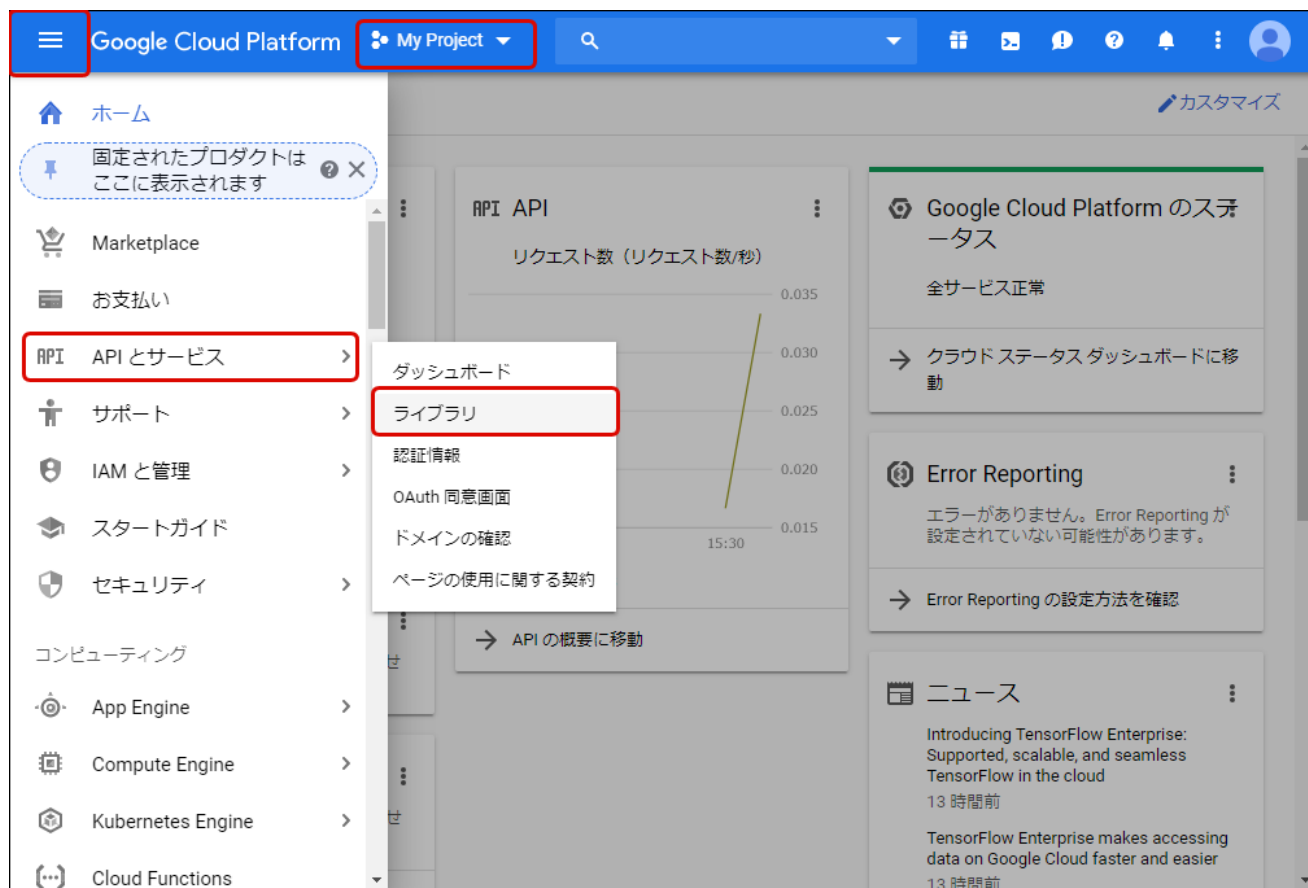 Google Cloud Platform
My Project
カスタマイズ
ホーム
固定されたプロダクトは
ここに表示されます
Marketplace
お支払い
API API とサービス
サポート
IAM と管理
スタートガイド
セキュリティ
コンピューティング
App Engine
Compute Engine
Kubernetes Engine
Cloud Functions
ダッシュボード
ライブラリ
認証情報
OAuth 同意画面
ドメインの確認
ページの使用に関する契約
せ
せ
API API
リクエスト数（リクエスト数/秒）
0.035
0.030
0.025
0.020
0.015
15:30
API の概要に移動
Google Cloud Platform のステ
ータス
全サービス正常
クラウド ステータス ダッシュボードに移
動
Error Reporting
エラーがありません。Error Reporting が
設定されていない可能性があります。
Error Reporting の設定方法を確認
ニュース
Introducing TensorFlow Enterprise:
Supported, scalable, and seamless
TensorFlow in the cloud
13 時間前
TensorFlow Enterprise makes accessing
data on Google Cloud faster and easier
13 時間前